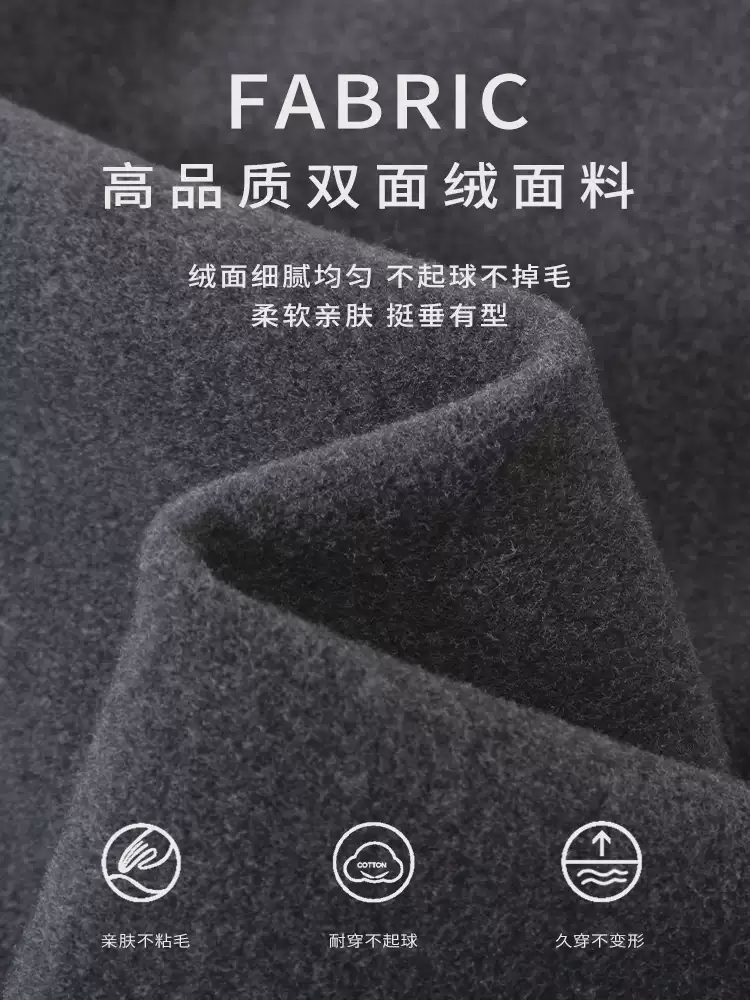 FABRIC
高品质双面绒面料
绒面细腻均匀 不起球不掉毛
柔软亲肤 挺垂有型
COTTON
亲肤不粘毛
耐穿不起球
久穿不变形